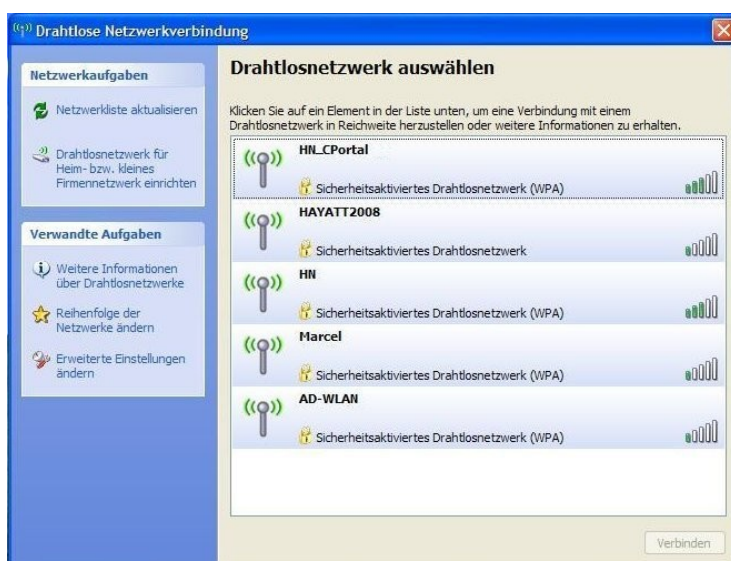 Drahtlose Netzwerkverbindung
Netzwerkaufgaben
Netzwerkliste aktualisieren
Drahtlosnetzwerk für
Heim- bzw. kleines
Firmennetzwerk einrichten
Verwandte Aufgaben
Weitere Informationen
über Drahtlosnetzwerke
Reihenfolge der
Netzwerke ändern
Erweiterte Einstellungen
ändern
Drahtlosnetzwerk auswählen
Klicken Sie auf ein Element in der Liste unten, um eine Verbindung mit einem
Drahtlosnetzwerk in Reichweite herzustellen oder weitere Informationen zu erhalten.
HN_CPortal
Sicherheitsaktiviertes Drahtlosnetzwerk (WPA)
HAYATT2008
Sicherheitsaktiviertes Drahtlosnetzwerk
HN
Sicherheitsaktiviertes Drahtlosnetzwerk (WPA)
Marcel
Sicherheitsaktiviertes Drahtlosnetzwerk (WPA)
AD-WLAN
Sicherheitsaktiviertes Drahtlosnetzwerk (WPA)
Verbinden